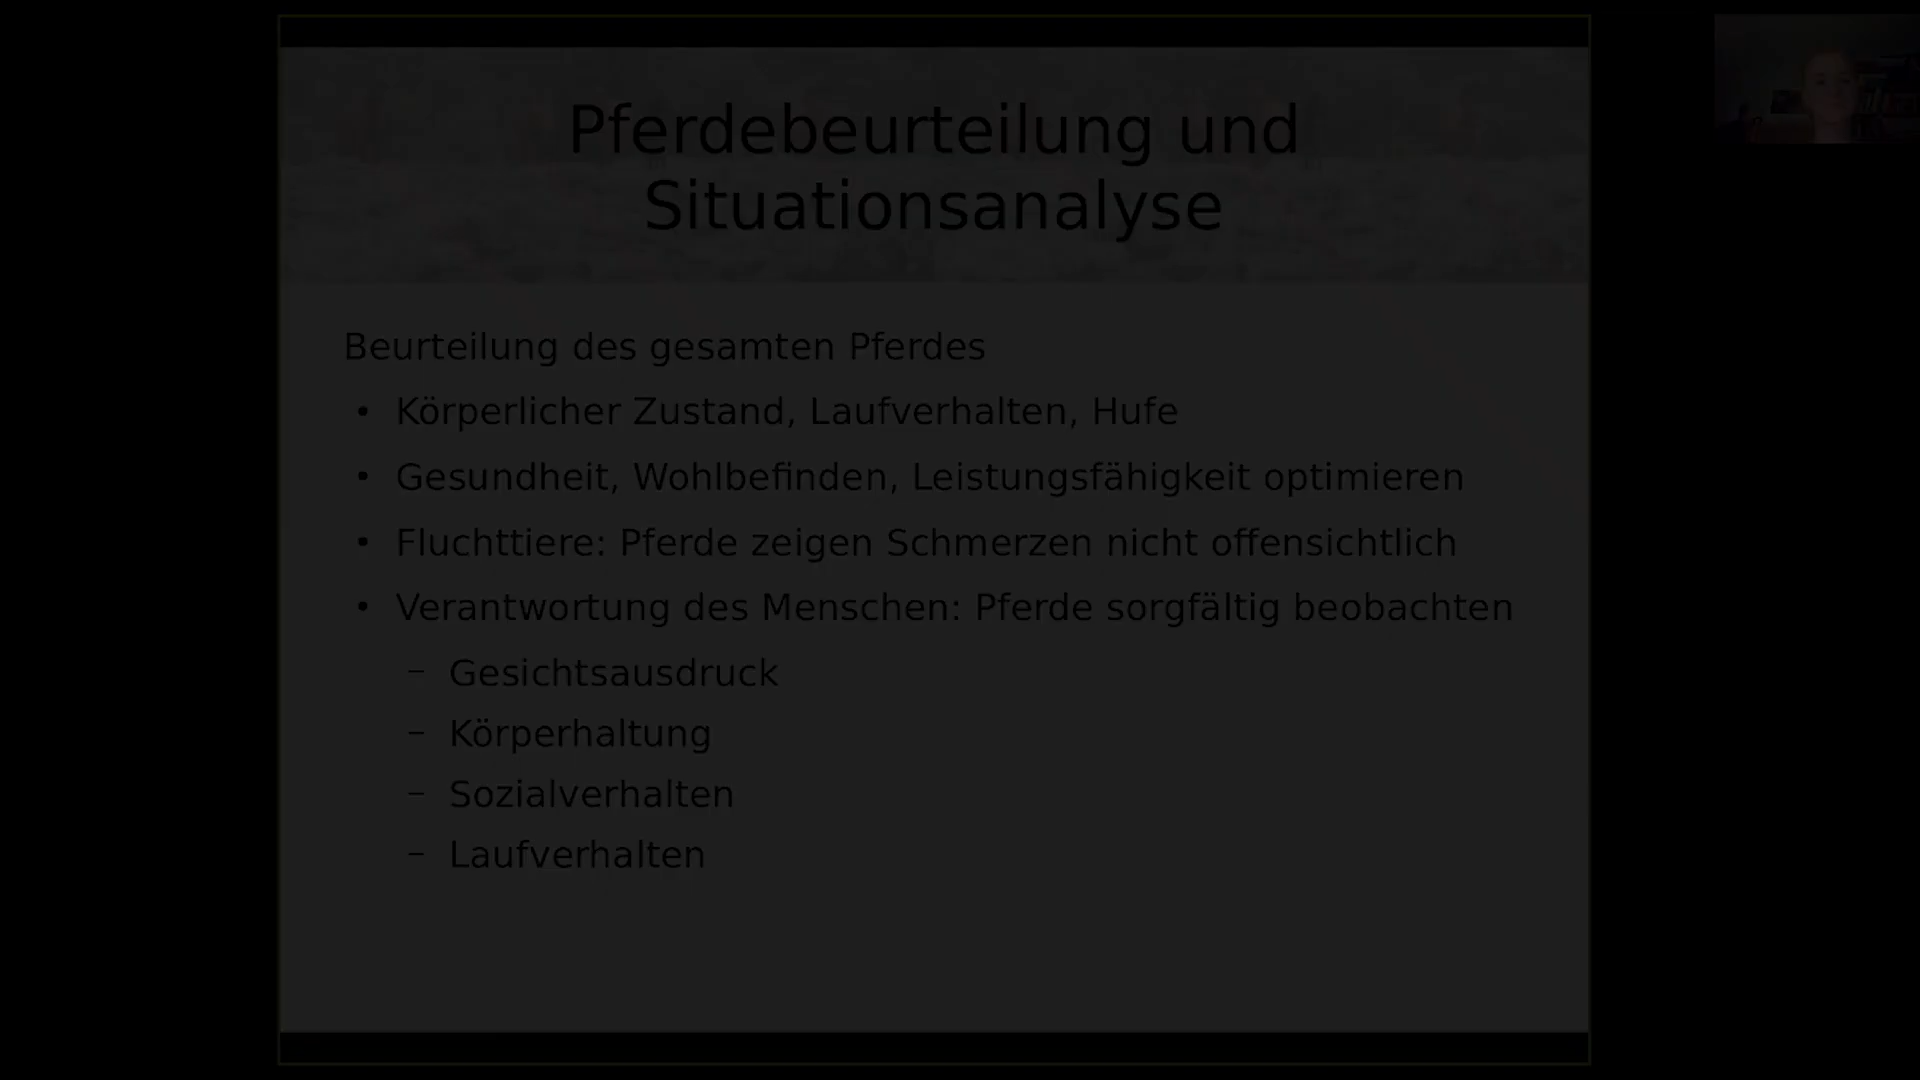 Pferdebeurteilung und
Situationsanalyse
Beurteilung des gesamten Pferdes
• Körperlicher Zustand, Laufverhalten, Hufe
• Gesundheit, Wohlbefinden, Leistungsfähigkeit optimieren
• Fluchttiere: Pferde zeigen Schmerzen nicht offensichtlich
• Verantwortung des Menschen: Pferde sorgfältig beobachten
– Gesichtsausdruck
– Körperhaltung
– Sozialverhalten
– Laufverhalten